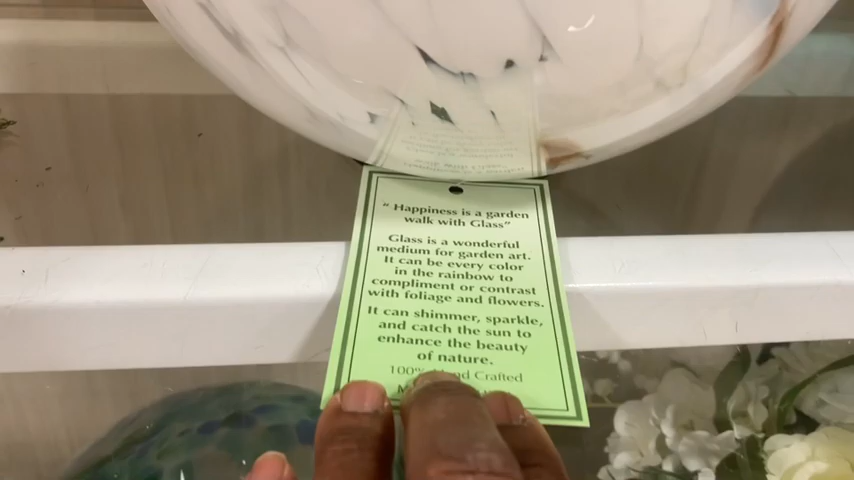 “ Happiness is a garden
walk with Glass”
Glass is a wonderful
medium for garden art.
It can be every color
in the rainbow to
compliment or contrast
with foliage and flowers.
It can shimmer, sparkle,
and catch the sun to
enhance the beauty
of nature.
100% Hand Crafted